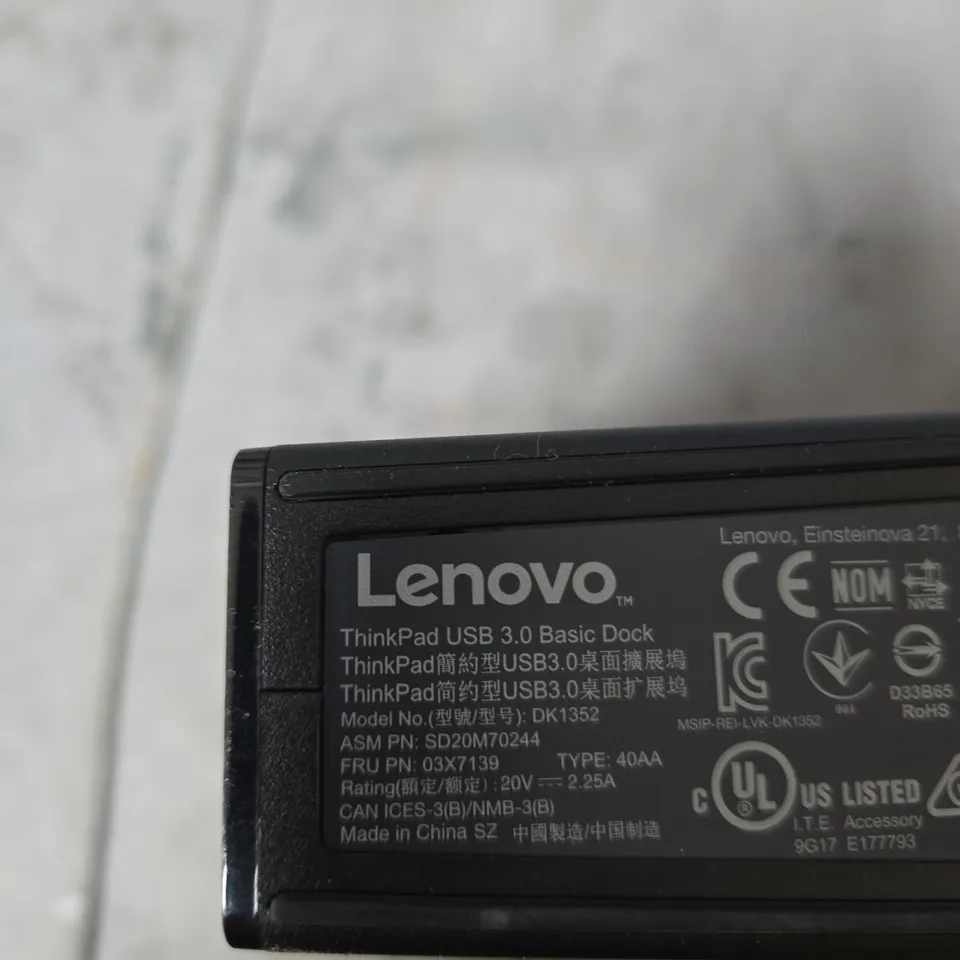 Lenovo, Einsteinova 21,
Lenovo™
CE NOM NYCE
ThinkPad USB 3.0 Basic Dock
ThinkPad簡約型USB3.0桌面擴展塢
ThinkPad简约型USB3.0桌面扩展坞
Model No.(型號/型号): DK1352
ASM PN: SD20M70244
FRU PN: 03X7139 TYPE: 40AA
Rating(額定/额定): 20V ⎓ 2.25A
CAN ICES-3(B)/NMB-3(B)
Made in China SZ 中國製造/中国制造
MSIP-REI-LVK-DK1352
D33B65
RoHS
C UL® US LISTED
I.T.E. Accessory
9G17 E177793